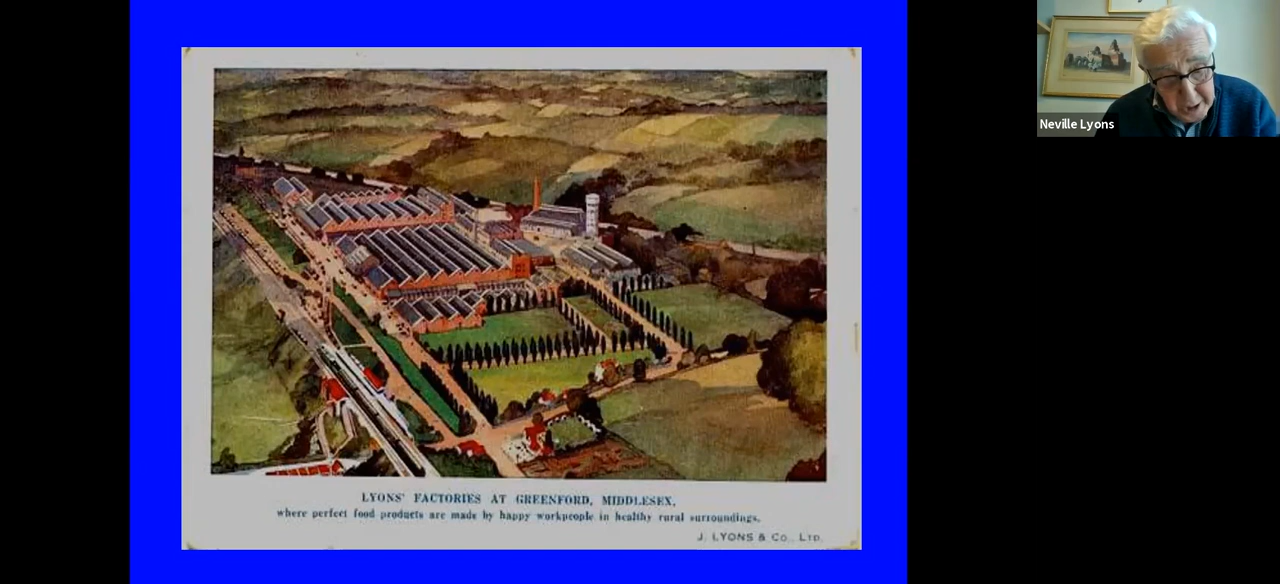 Neville Lyons
LYONS' FACTORIES AT GREENFORD, MIDDLESEX,
where perfect food products are made by happy workpeople in healthy rural surroundings.
J. LYONS & Co., LTD.